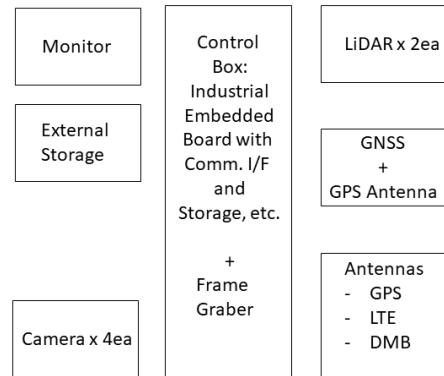 Monitor
External
Storage
Camera x 4ea
Control
Box:
Industrial
Embedded
Board with
Comm. I/F
and
Storage, etc.
+
Frame
Graber
LiDAR x 2ea
GNSS
+
GPS Antenna
Antennas
- GPS
- LTE
- DMB